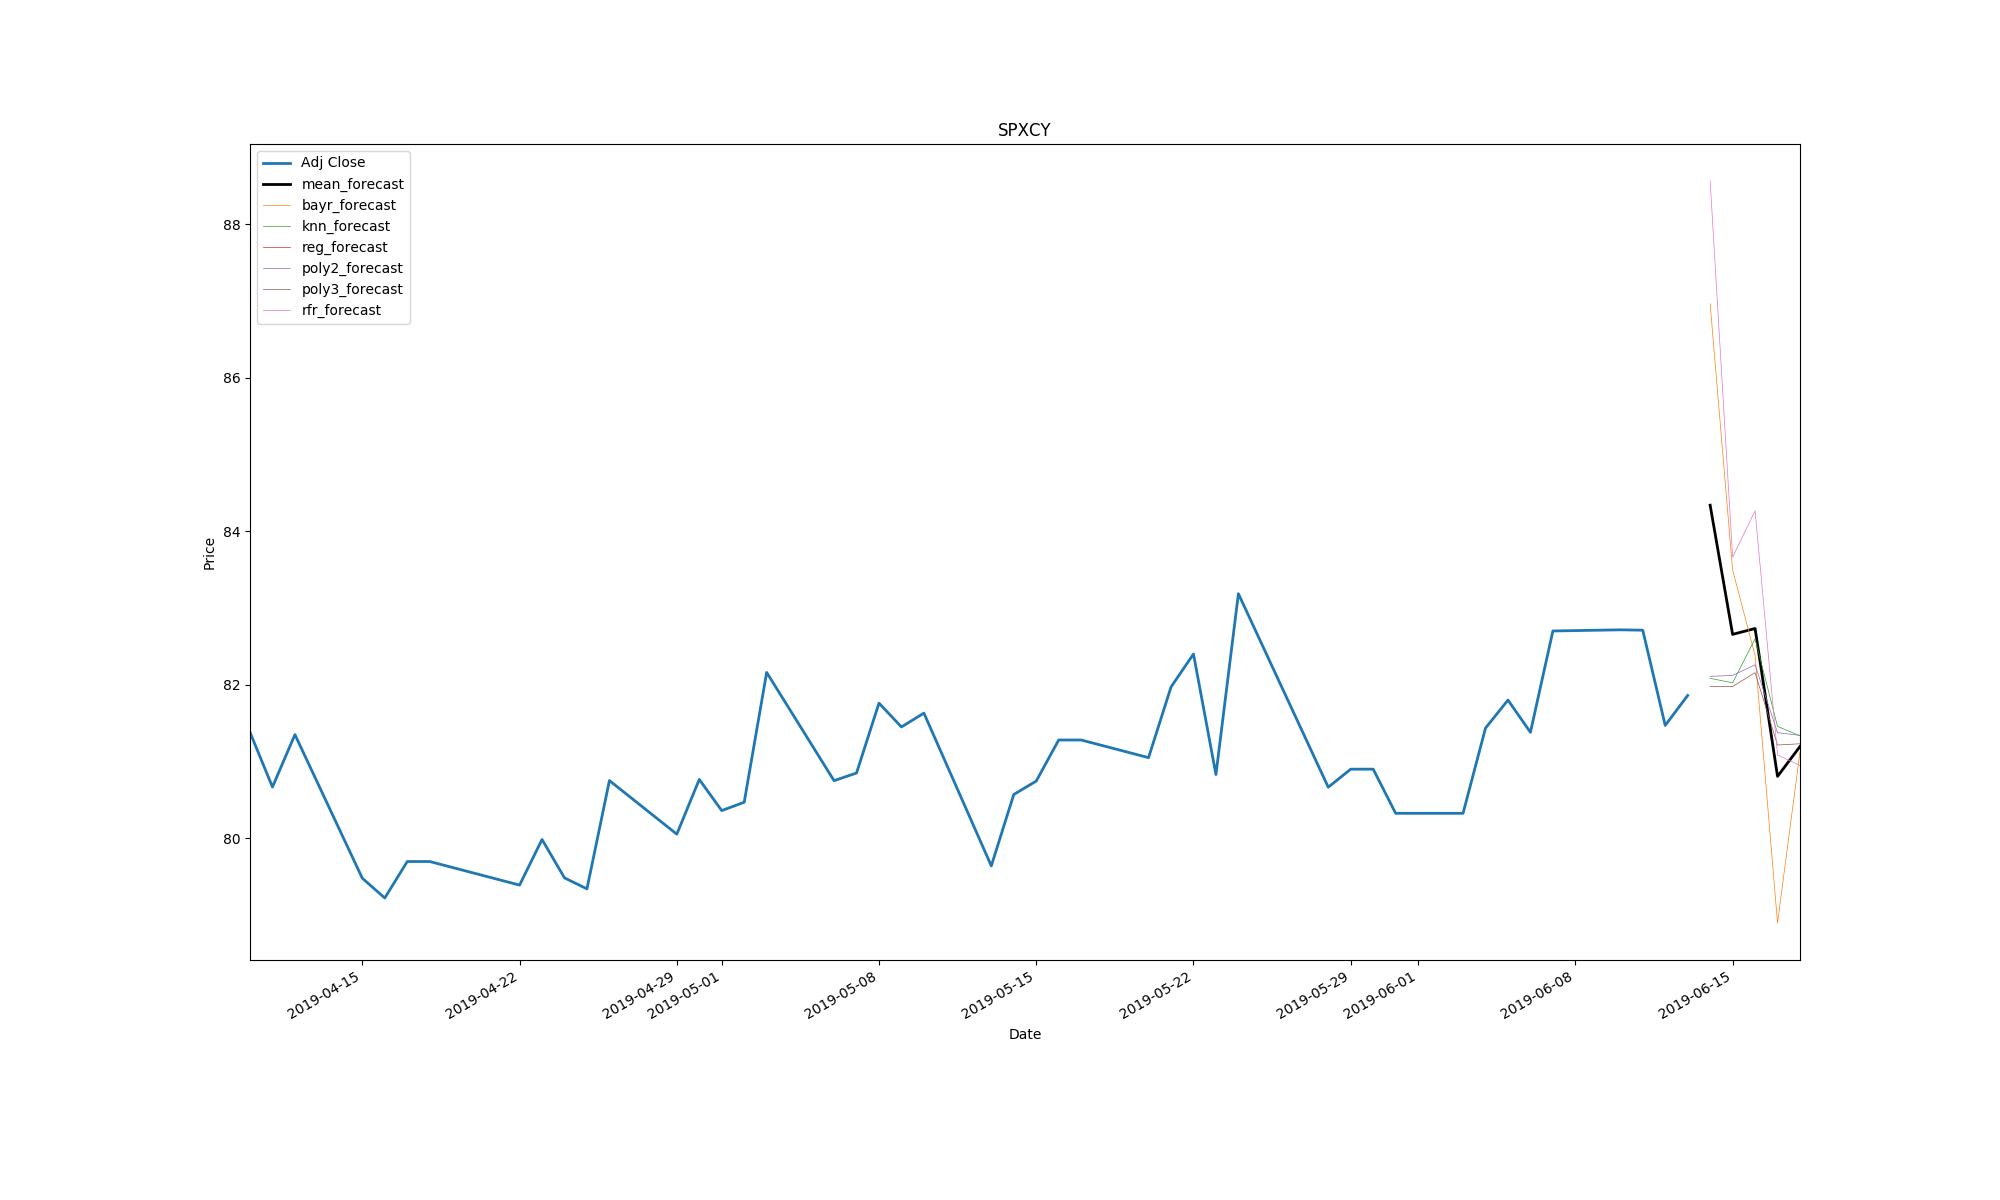 SPXCY
Adj Close
mean_forecast
bayr_forecast
knn_forecast
reg_forecast
poly2_forecast
poly3_forecast
rfr_forecast
88
86
84
82
80
Price
2019-04-15
2019-04-22
2019-04-29
2019-05-01
2019-05-08
2019-05-15
2019-05-22
2019-05-29
2019-06-01
2019-06-08
2019-06-15
Date